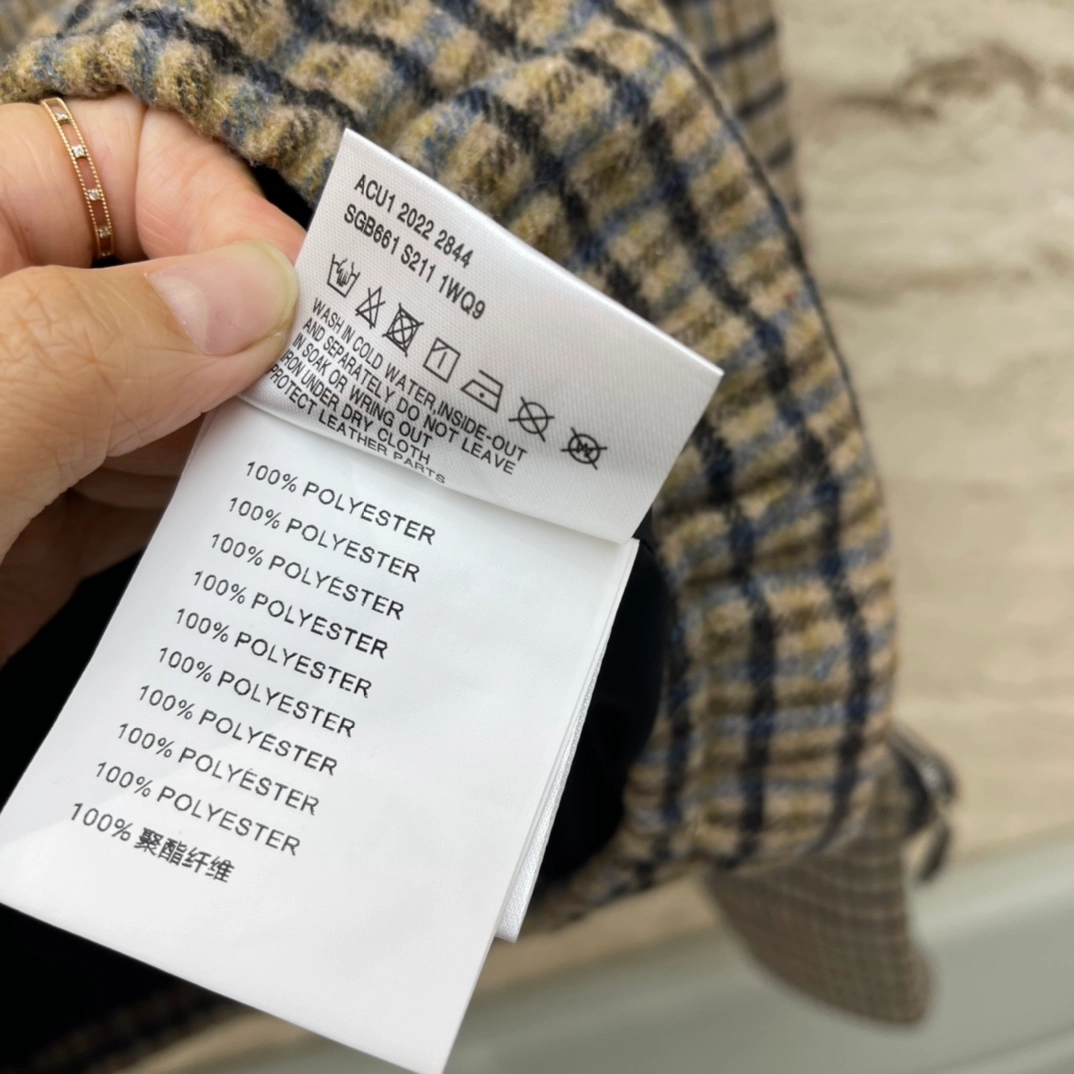 ACU1 2022 2844
SGB661 S211 1WQ9
WASH IN COLD WATER,INSIDE-OUT
AND SEPARATELY DO NOT LEAVE
IN SOAK OR WRING OUT
IRON UNDER DRY CLOTH
PROTECT LEATHER PARTS
100% POLYESTER
100% POLYESTER
100% POLYESTER
100% POLYESTER
100% POLYESTER
100% POLYESTER
100% POLYESTER
100% POLYESTER
100% POLYESTER
100% 聚酯纤维